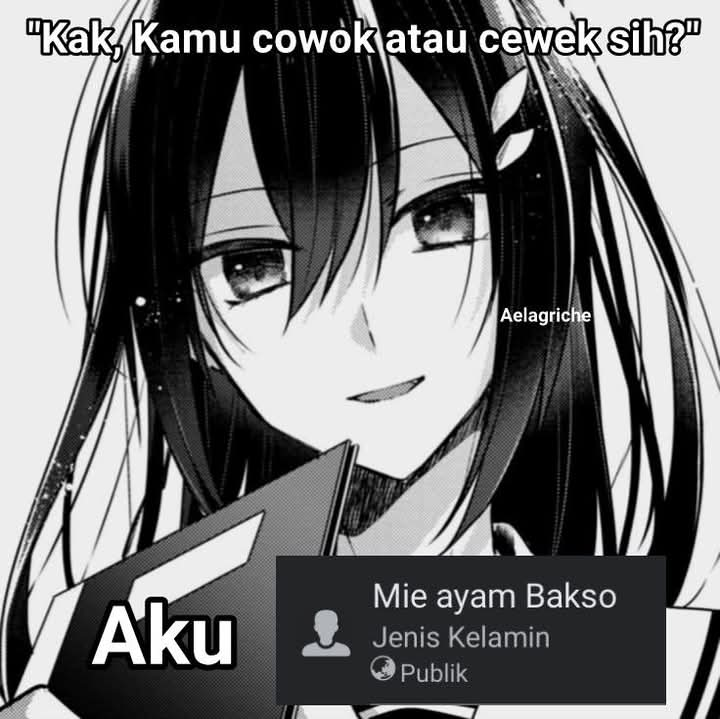 "Kak, Kamu cowok atau cewek sih?"
Aelagriche
Aku
Mie ayam Bakso
Jenis Kelamin
Publik